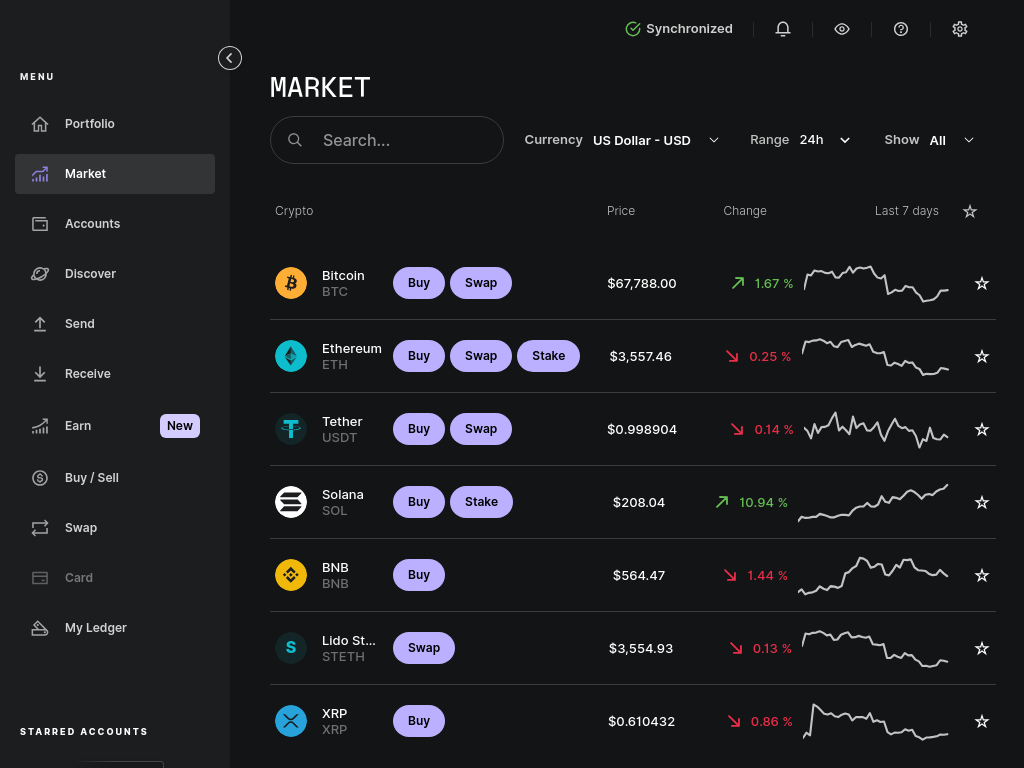 Synchronized
MENU
MARKET
Portfolio
Market
Accounts
Discover
Send
Receive
Earn New
Buy / Sell
Swap
Card
My Ledger
STARRED ACCOUNTS
Search...
Currency US Dollar - USD
Range 24h
Show All
Crypto Price Change Last 7 days
Bitcoin
BTC
Buy Swap $67,788.00 1.67 %
Ethereum
ETH
Buy Swap Stake $3,557.46 0.25 %
Tether
USDT
Buy Swap $0.998904 0.14 %
Solana
SOL
Buy Stake $208.04 10.94 %
BNB
BNB
Buy $564.47 1.44 %
Lido St...
STETH
S
Swap $3,554.93 0.13 %
XRP
XRP
Buy $0.610432 0.86 %